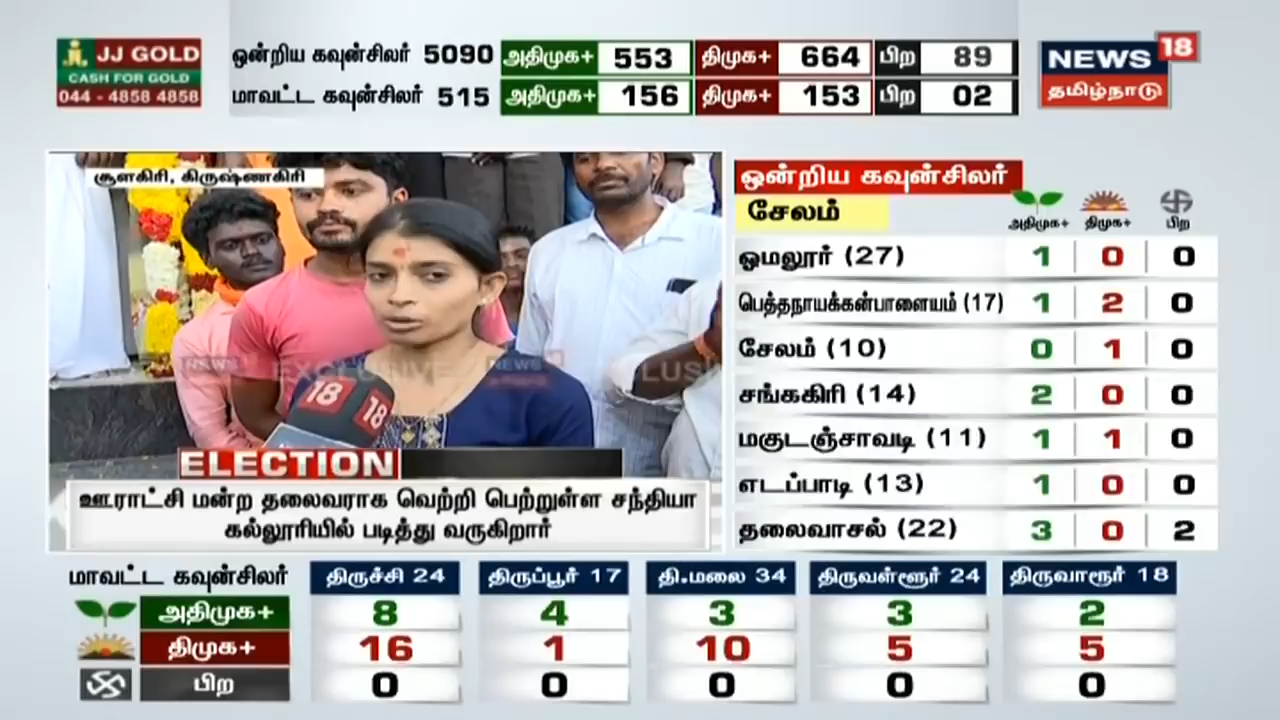 JJ GOLD
CASH FOR GOLD
044 - 4858 4858
ஒன்றிய கவுன்சிலர் 5090 அதிமுக+ 553 திமுக+ 664 பிற 89
மாவட்ட கவுன்சிலர் 515 அதிமுக+ 156 திமுக+ 153 பிற 02
NEWS 18
தமிழ்நாடு
சூளகிரி, கிருஷ்ணகிரி
NEWS EXCLUSIVE NEWS
18 18
ELECTION
ஊராட்சி மன்ற தலைவராக வெற்றி பெற்றுள்ள சந்தியா
கல்லூரியில் படித்து வருகிறார்
ஒன்றிய கவுன்சிலர்
சேலம் அதிமுக+ திமுக+ பிற
ஓமலூர் (27) 1 0 0
பெத்தநாயக்கன்பாளையம் (17) 1 2 0
சேலம் (10) 0 1 0
சங்ககிரி (14) 2 0 0
மகுடஞ்சாவடி (11) 1 1 0
எடப்பாடி (13) 1 0 0
தலைவாசல் (22) 3 0 2
மாவட்ட கவுன்சிலர் திருச்சி 24 திருப்பூர் 17 தி.மலை 34 திருவள்ளூர் 24 திருவாரூர் 18
அதிமுக+ 8 4 3 3 2
திமுக+ 16 1 10 5 5
பிற 0 0 0 0 0